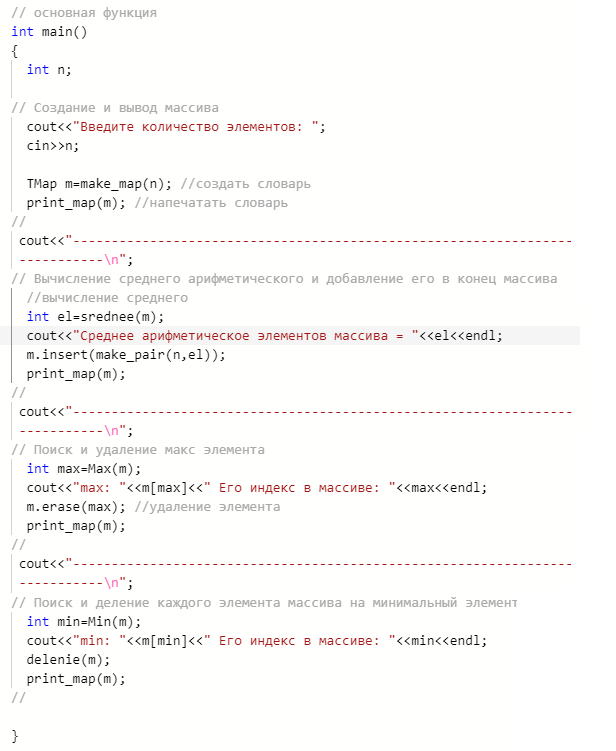 // основная функция
int main()
{
int n;
// Создание и вывод массива
cout<<"Введите количество элементов: ";
cin>>n;
TMap m=make_map(n); //создать словарь
print_map(m); //напечатать словарь
//
cout<<"------------------------------------------------------------------
-----------\n";
// Вычисление среднего арифметического и добавление его в конец массива
//вычисление среднего
int el=srednee(m);
cout<<"Среднее арифметическое элементов массива = "<<el<<endl;
m.insert(make_pair(n,el));
print_map(m);
//
cout<<"------------------------------------------------------------------
-----------\n";
// Поиск и удаление макс элемента
int max=Max(m);
cout<<"max: "<<m[max]<<" Его индекс в массиве: "<<max<<endl;
m.erase(max); //удаление элемента
print_map(m);
//
cout<<"------------------------------------------------------------------
-----------\n";
// Поиск и деление каждого элемента массива на минимальный элемент
int min=Min(m);
cout<<"min: "<<m[min]<<" Его индекс в массиве: "<<min<<endl;
delenie(m);
print_map(m);
//
}